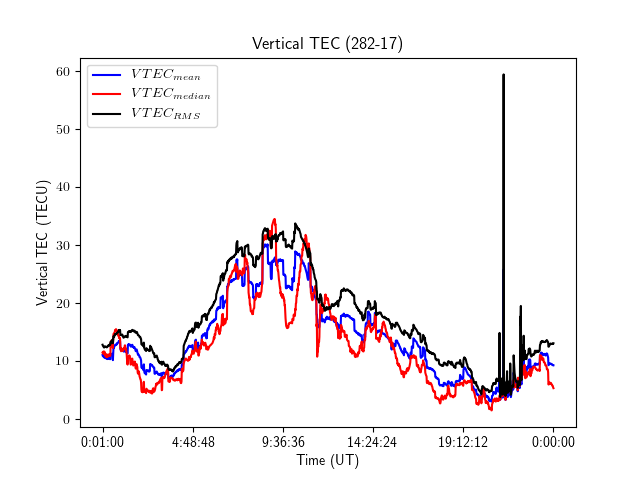 Vertical TEC (282-17)
VTEC_mean
VTEC_median
VTEC_RMS
60
50
40
30
20
10
0
Vertical TEC (TECU)
0:01:00 4:48:48 9:36:36 14:24:24 19:12:12 0:00:00
Time (UT)